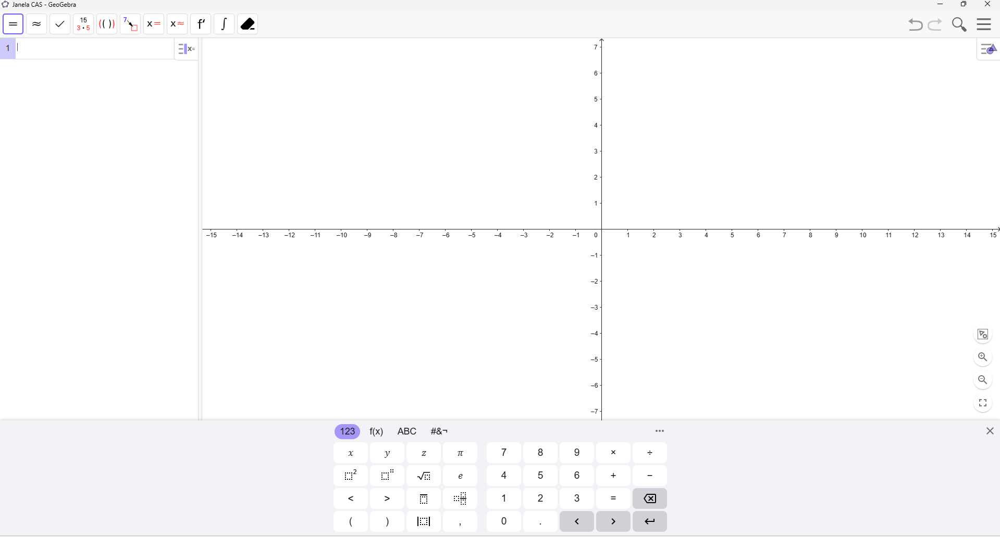 Janela CAS - GeoGebra
= ≈ ✓ 15 3 • 5 (( )) 7 x= x≈ f′ ∫
1 x=
7
6
5
4
3
2
1
−15 −14 −13 −12 −11 −10 −9 −8 −7 −6 −5 −4 −3 −2 −1 0 1 2 3 4 5 6 7 8 9 10 11 12 13 14 15
−1
−2
−3
−4
−5
−6
−7
123 f(x) ABC #&¬ •••
x y z π 7 8 9 × ÷
2 √ e 4 5 6 + −
< > 1 2 3 =
( ) | | , 0 . < >